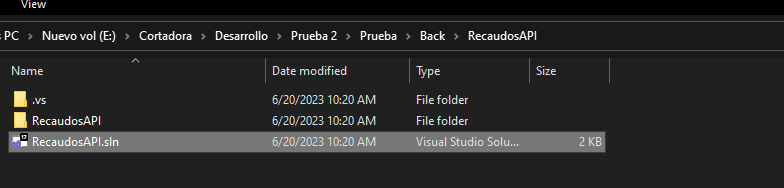 View
s PC > Nuevo vol (E:) > Cortadora > Desarrollo > Prueba 2 > Prueba > Back > RecaudosAPI
Name Date modified Type Size
.vs 6/20/2023 10:20 AM File folder
RecaudosAPI 6/20/2023 10:20 AM File folder
17 RecaudosAPI.sln 6/20/2023 10:20 AM Visual Studio Solu... 2 KB